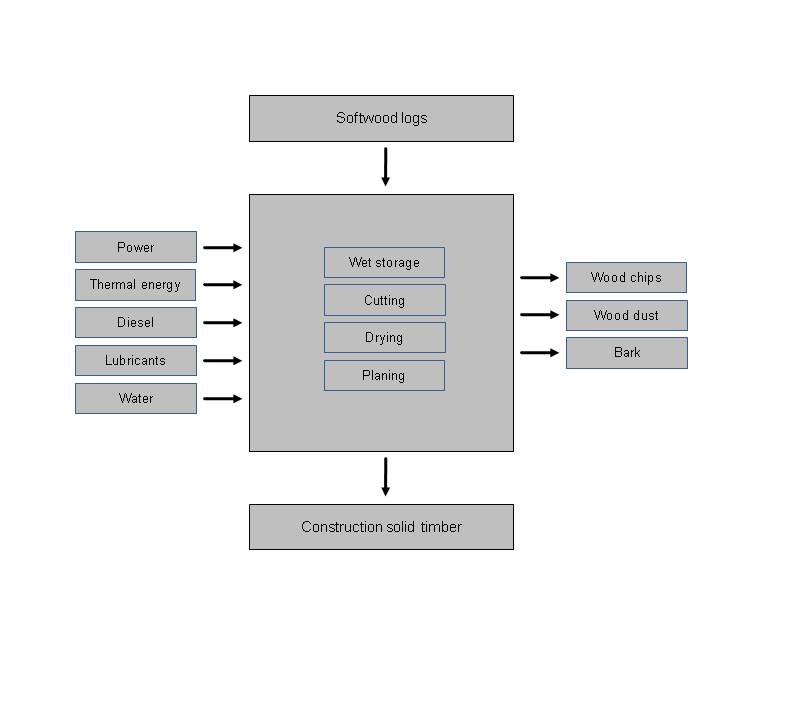 Softwood logs
Power
Thermal energy
Diesel
Lubricants
Water
Wet storage
Cutting
Drying
Planing
Wood chips
Wood dust
Bark
Construction solid timber